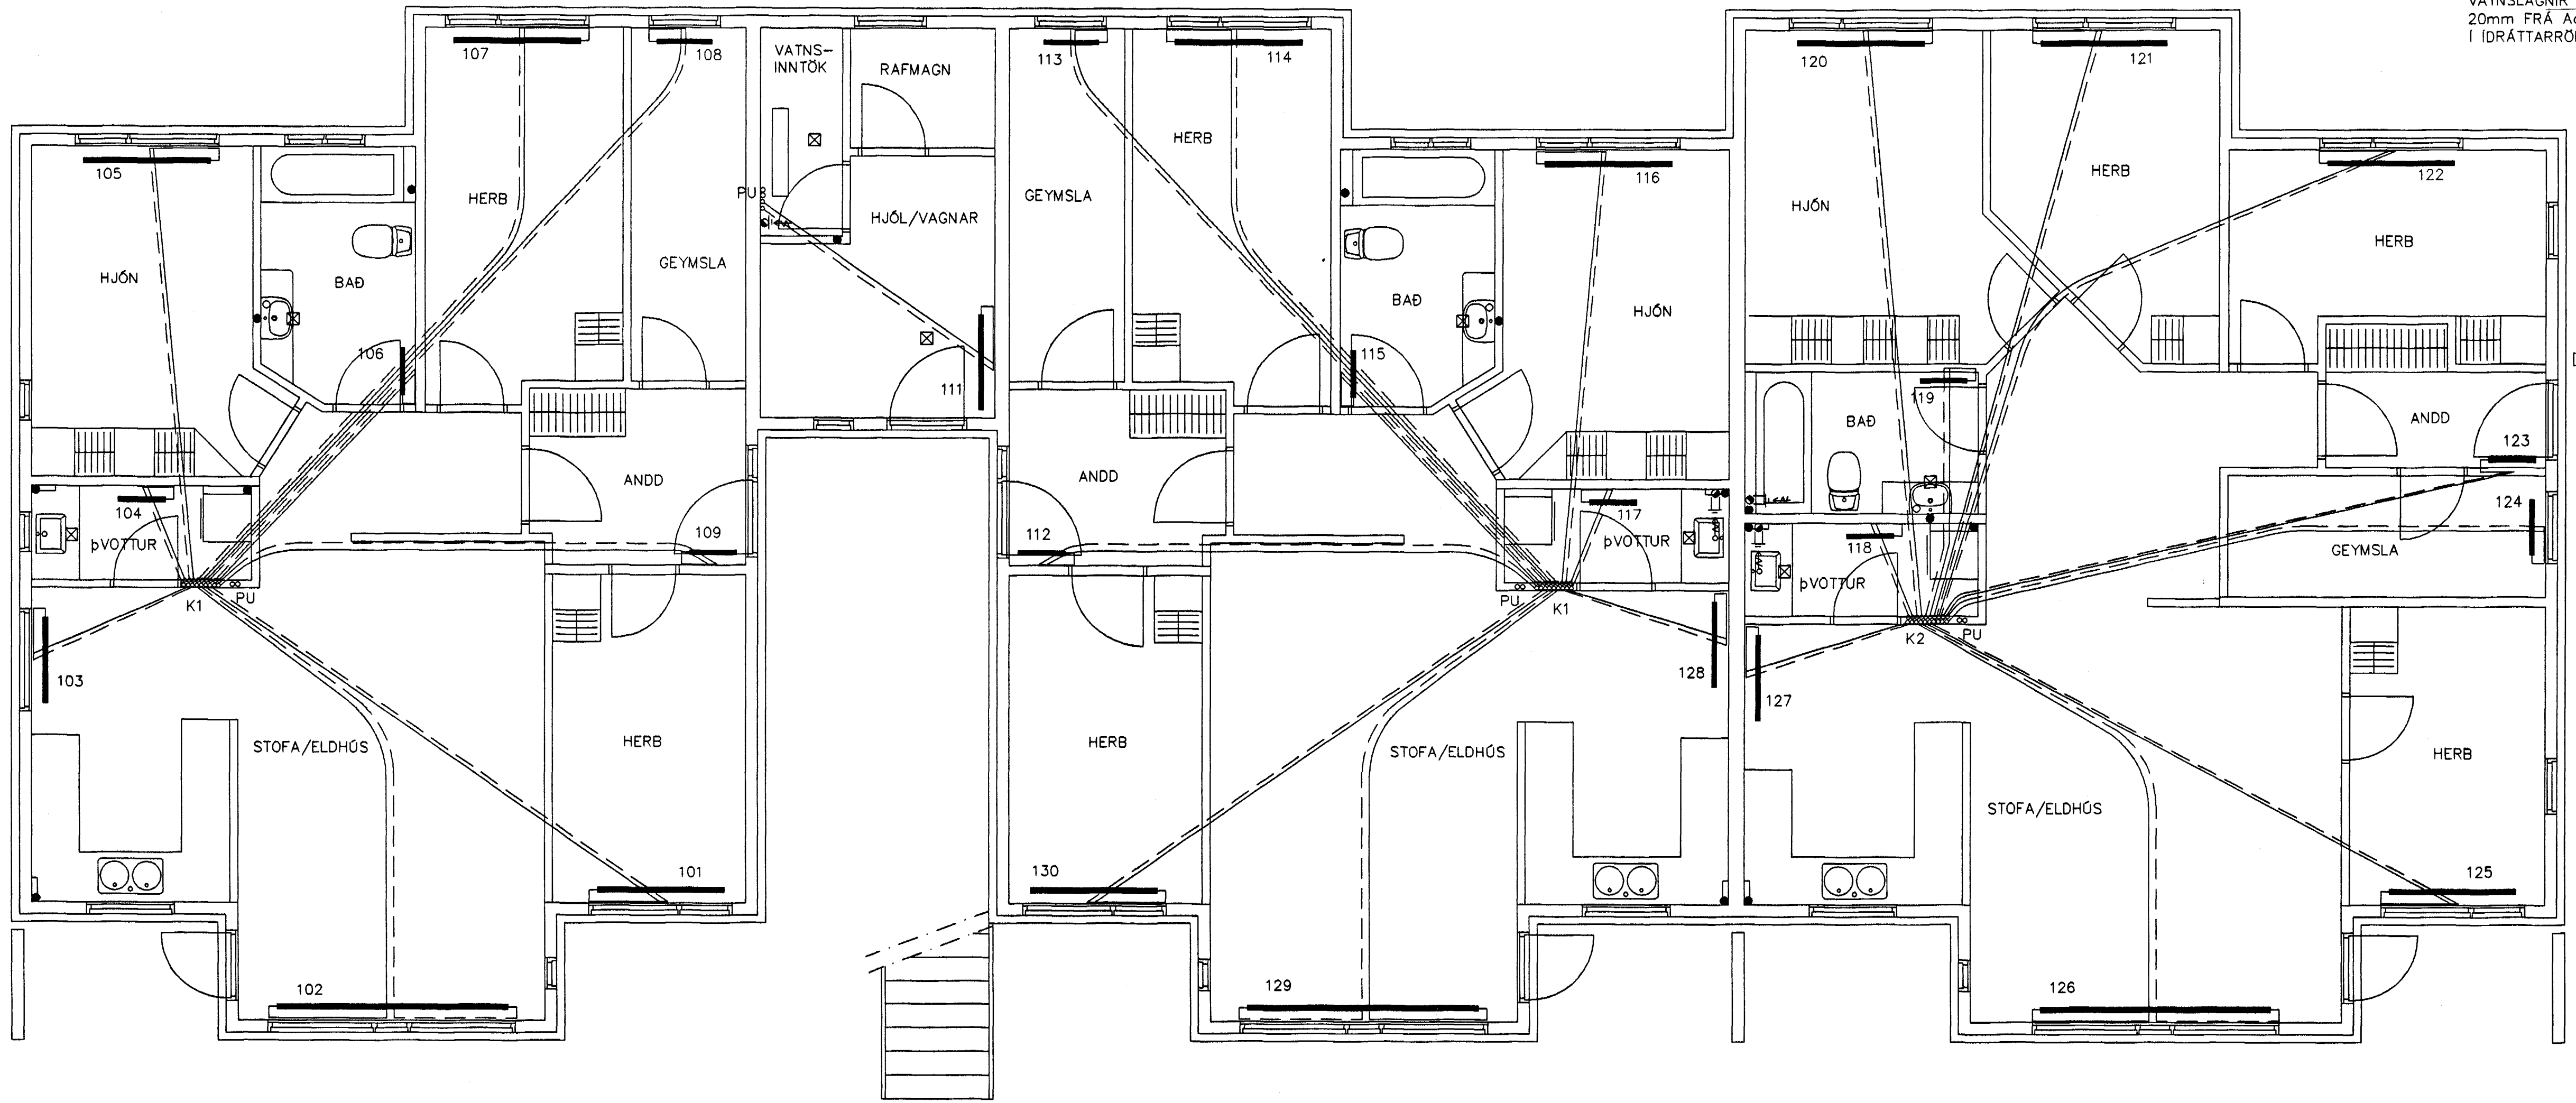 VATNSLAGNIR
20mm FRÁ
107
108
VATNS-
INNTÖK
RAFMAGN
113
114
120
121
105
HERB
HERB
116
HERB
122
PU
HJÓL/VAGNAR
GEYMSLA
HJÓN
HERB
HJÓN
BAÐ
GEYMSLA
BAÐ
HJÓN
106
111
115
119
BAÐ
ANDD
123
ANDD
ANDD
104
109
112
117
124
ÞVOTTUR
ÞVOTTUR
118
GEYMSLA
ÞVOTTUR
K1
PU
PU
K1
K2
PU
103
128
127
STOFA/ELDHÚS
HERB
HERB
STOFA/ELDHÚS
HERB
STOFA/ELDHÚS
101
130
125
102
129
126